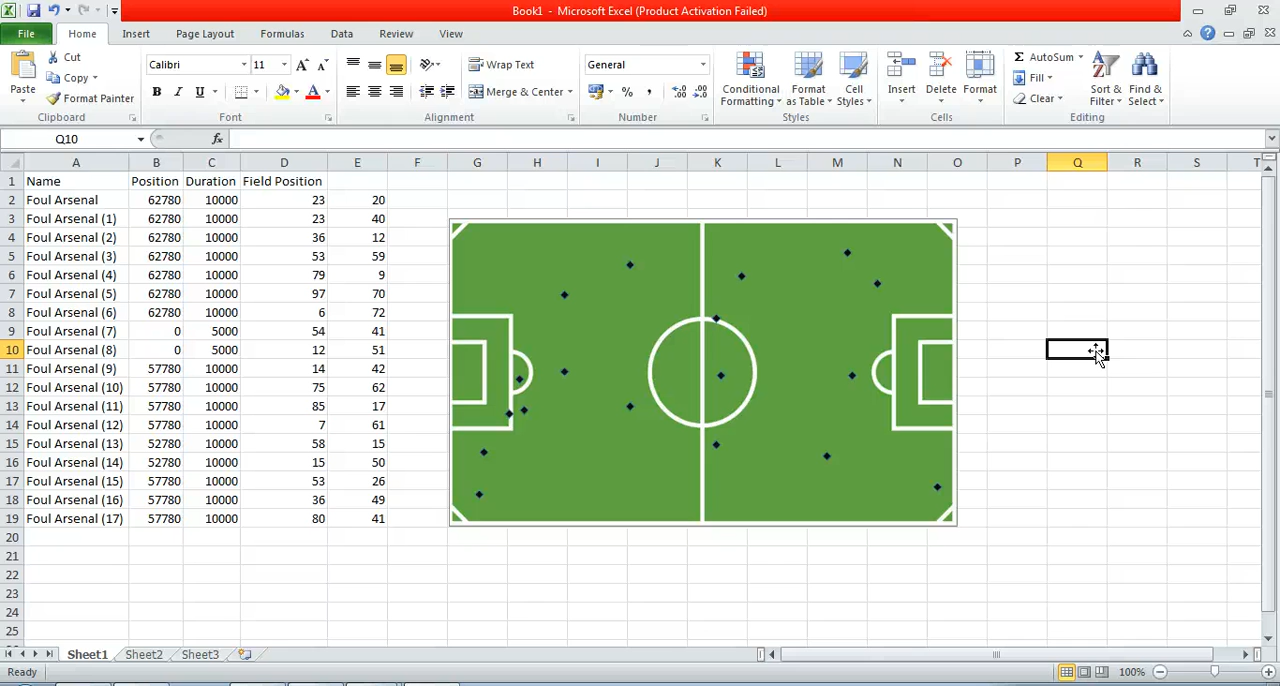 Book1 - Microsoft Excel (Product Activation Failed)
File Home Insert Page Layout Formulas Data Review View
Paste
Cut
Copy
Format Painter
Clipboard
Calibri 11
B I U
Font
Wrap Text
Merge & Center
Alignment
General
% ,
Number
Conditional Formatting
Format as Table
Cell Styles
Styles
Insert Delete Format
Cells
AutoSum
Fill
Clear
Sort & Filter
Find & Select
Editing
Q10 fx
A B C D E F G H I J K L M N O P Q R S T
1 Name Position Duration Field Position
2 Foul Arsenal 62780 10000 23 20
3 Foul Arsenal (1) 62780 10000 23 40
4 Foul Arsenal (2) 62780 10000 36 12
5 Foul Arsenal (3) 62780 10000 53 59
6 Foul Arsenal (4) 62780 10000 79 9
7 Foul Arsenal (5) 62780 10000 97 70
8 Foul Arsenal (6) 62780 10000 6 72
9 Foul Arsenal (7) 0 5000 54 41
10 Foul Arsenal (8) 0 5000 12 51
11 Foul Arsenal (9) 57780 10000 14 42
12 Foul Arsenal (10) 57780 10000 75 62
13 Foul Arsenal (11) 57780 10000 85 17
14 Foul Arsenal (12) 57780 10000 7 61
15 Foul Arsenal (13) 52780 10000 58 15
16 Foul Arsenal (14) 52780 10000 15 50
17 Foul Arsenal (15) 57780 10000 53 26
18 Foul Arsenal (16) 57780 10000 36 49
19 Foul Arsenal (17) 57780 10000 80 41
20
21
22
23
24
25
Sheet1 Sheet2 Sheet3
Ready 100%